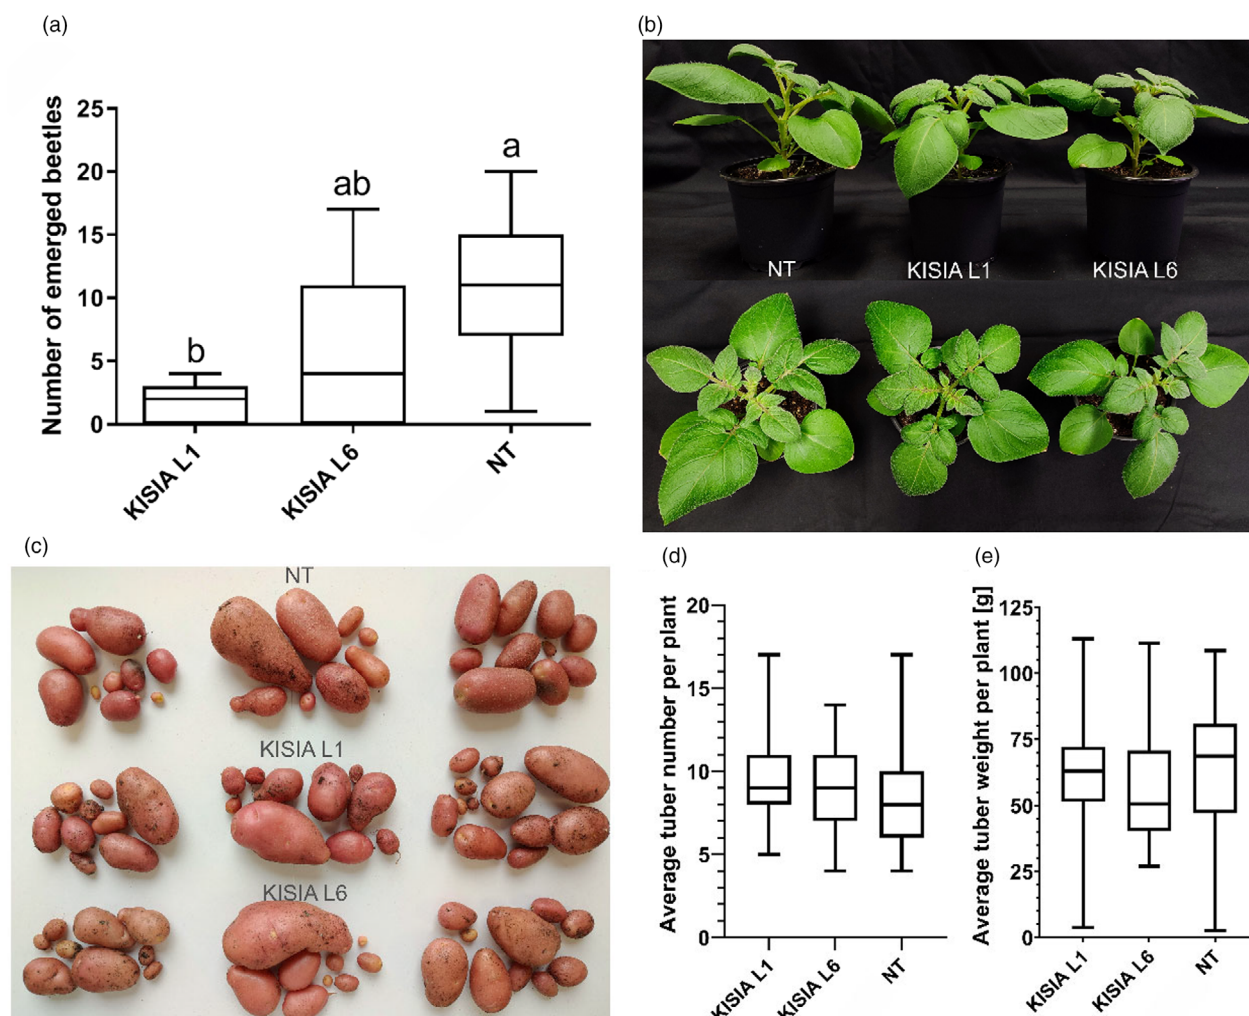 (a)
Number of emerged beetles
25
20
15
10
5
0
b
ab
a
KISIA L1
KISIA L6
NT
(b)
NT
KISIA L1
KISIA L6
(c)
NT
KISIA L1
KISIA L6
(d)
Average tuber number per plant
20
15
10
5
0
KISIA L1
KISIA L6
NT
(e)
Average tuber weight per plant [g]
125
100
75
50
25
0
KISIA L1
KISIA L6
NT